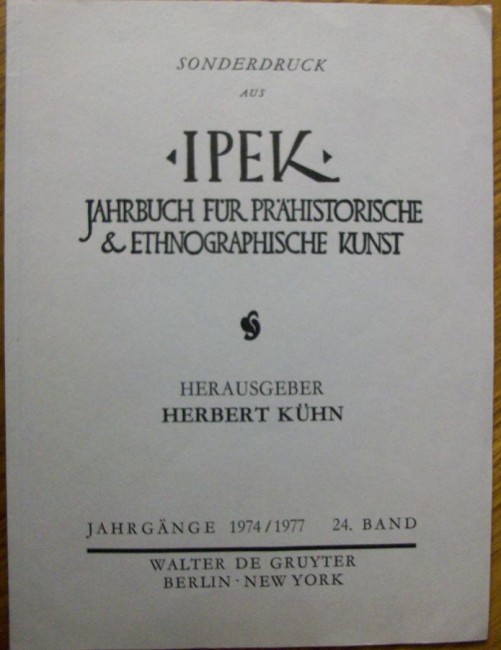 SONDERDRUCK
AUS
·IPEK·
JAHRBUCH FÜR PRÄHISTORISCHE
& ETHNOGRAPHISCHE KUNST
HERAUSGEBER
HERBERT KÜHN
JAHRGÄNGE 1974/1977 24. BAND
WALTER DE GRUYTER
BERLIN · NEW YORK